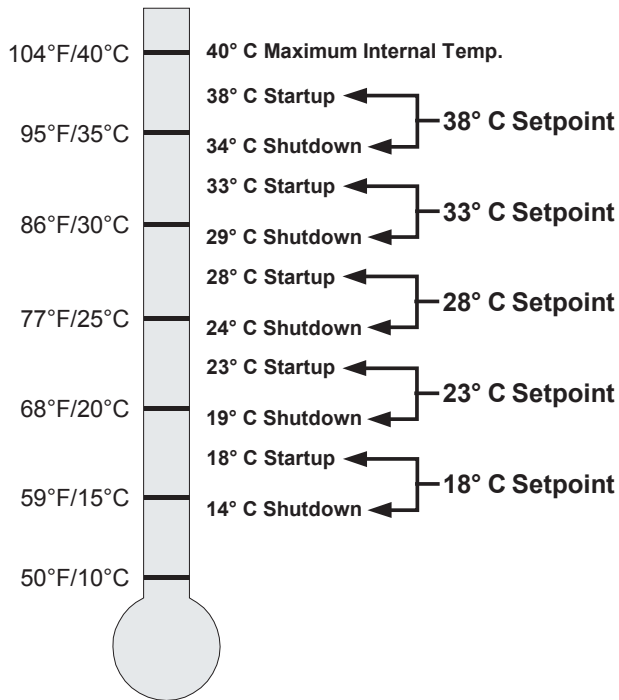 104°F/40°C
40° C Maximum Internal Temp.
38° C Startup
38° C Setpoint
95°F/35°C
34° C Shutdown
33° C Startup
33° C Setpoint
86°F/30°C
29° C Shutdown
28° C Startup
28° C Setpoint
77°F/25°C
24° C Shutdown
23° C Startup
23° C Setpoint
68°F/20°C
19° C Shutdown
18° C Startup
18° C Setpoint
59°F/15°C
14° C Shutdown
50°F/10°C